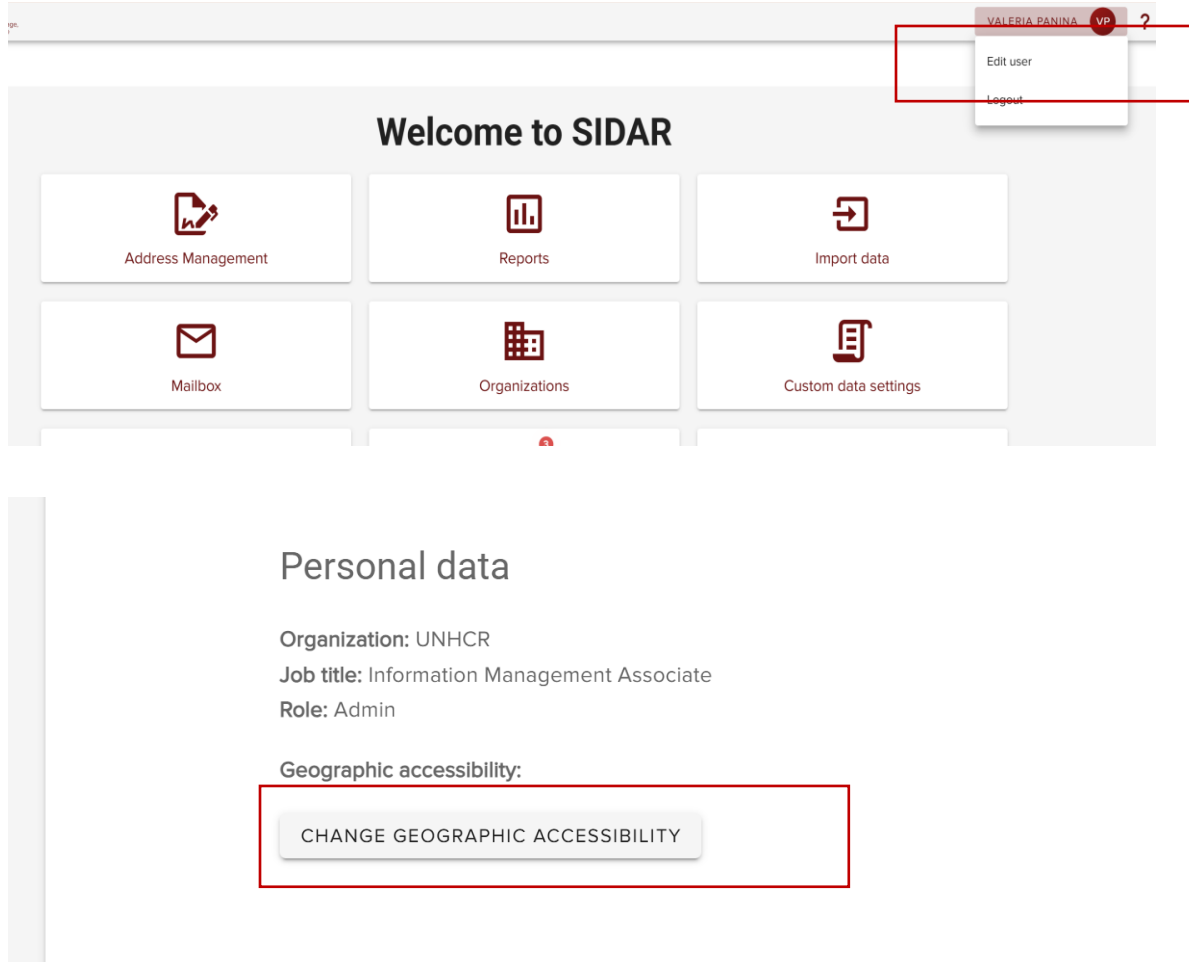 VALERIA PANINA VP ?
Edit user
Logout
Welcome to SIDAR
Address Management
Reports
Import data
Mailbox
Organizations
Custom data settings
3
Personal data
Organization: UNHCR
Job title: Information Management Associate
Role: Admin
Geographic accessibility:
CHANGE GEOGRAPHIC ACCESSIBILITY